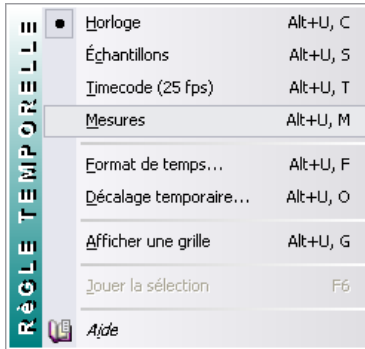 RèGLE TEMPORELLE
Horloge Alt+U, C
Échantillons Alt+U, S
Timecode (25 fps) Alt+U, T
Mesures Alt+U, M
Format de temps... Alt+U, F
Décalage temporaire... Alt+U, O
Afficher une grille Alt+U, G
Jouer la sélection F6
Aide